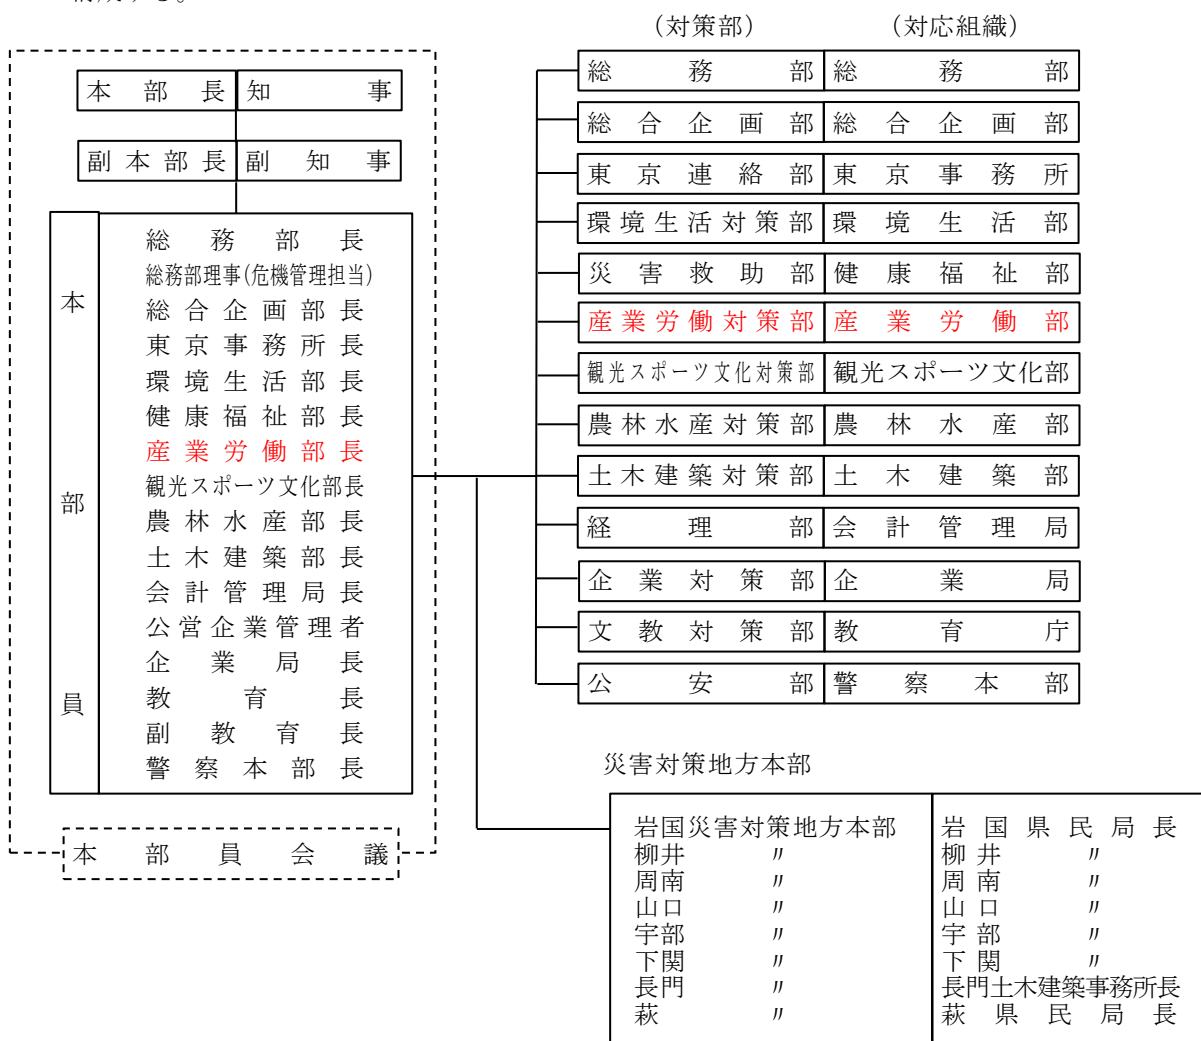 構成する。
本部長 知事
副本部長 副知事
本部員
総務部長
総務部理事(危機管理担当)
総合企画部長
東京事務所長
環境生活部長
健康福祉部長
産業労働部長
観光スポーツ文化部長
農林水産部長
土木建築部長
会計管理局長
公営企業管理者
企業局長
教育長
副教育長
警察本部長
本部員会議
(対策部) (対応組織)
総務部 総務部
総合企画部 総合企画部
東京連絡部 東京事務所
環境生活対策部 環境生活部
災害救助部 健康福祉部
産業労働対策部 産業労働部
観光スポーツ文化対策部 観光スポーツ文化部
農林水産対策部 農林水産部
土木建築対策部 土木建築部
経理部 会計管理局
企業対策部 企業局
文教対策部 教育庁
公安部 警察本部
災害対策地方本部
岩国災害対策地方本部 岩国県民局長
柳井 〃 柳井 〃
周南 〃 周南 〃
山口 〃 山口 〃
宇部 〃 宇部 〃
下関 〃 下関 〃
長門 〃 長門土木建築事務所長
萩 〃 萩県民局長